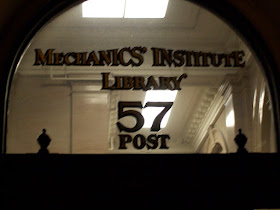 MECHANICS' INSTITUTE
LIBRARY
57
POST